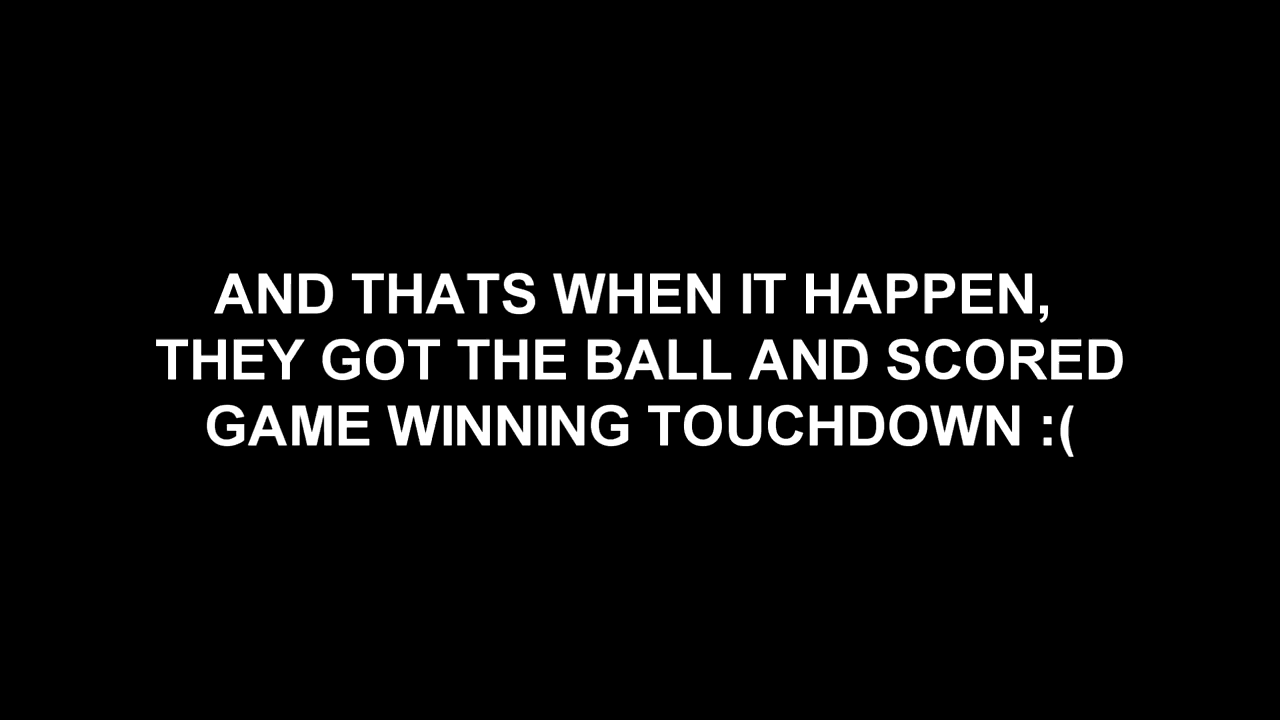 AND THATS WHEN IT HAPPEN,
THEY GOT THE BALL AND SCORED
GAME WINNING TOUCHDOWN :(